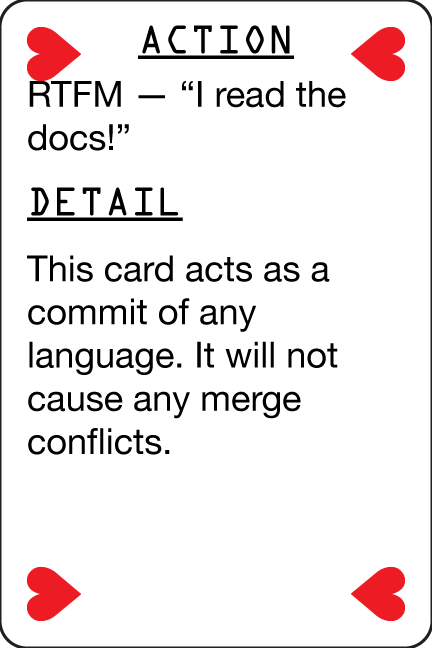 ACTION
RTFM — “I read the
docs!”
DETAIL
This card acts as a
commit of any
language. It will not
cause any merge
conflicts.